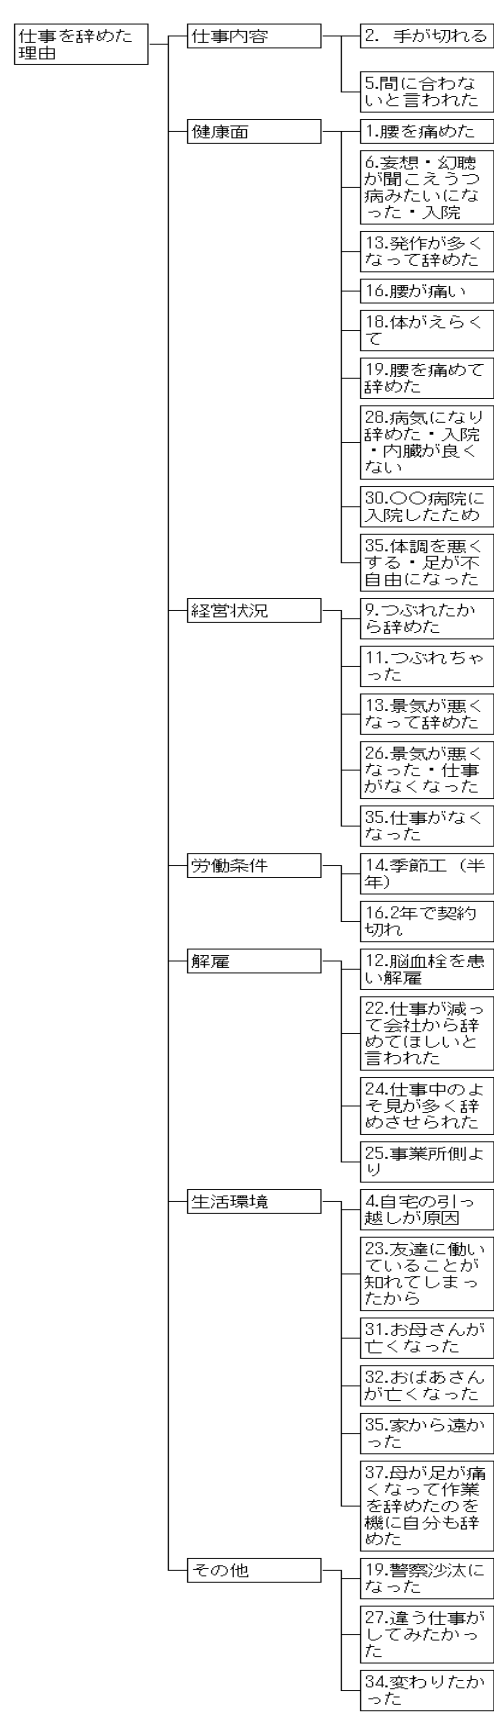 仕事を辞めた
理由
仕事内容
2. 手が切れる
5.間に合わな
いと言われた
健康面
1.腰を痛めた
6.妄想・幻聴
が聞こえうつ
病みたいにな
った・入院
13.発作が多く
なって辞めた
16.腰が痛い
18.体がえらく
て
19.腰を痛めて
辞めた
28.病気になり
辞めた・入院
・内臓が良く
ない
30.〇〇病院に
入院したため
35.体調を悪く
する・足が不
自由になった
経営状況
9.つぶれたか
ら辞めた
11.つぶれちゃ
った
13.景気が悪く
なって辞めた
26.景気が悪く
なった・仕事
がなくなった
35.仕事がなく
なった
労働条件
14.季節工（半
年）
16.2年で契約
切れ
解雇
12.脳血栓を患
い解雇
22.仕事が減っ
て会社から辞
めてほしいと
言われた
24.仕事中のよ
そ見が多く辞
めさせられた
25.事業所側よ
り
生活環境
4.自宅の引っ
越しが原因
23.友達に働い
ていることが
知れてしまっ
たから
31.お母さんが
亡くなった
32.おばあさん
が亡くなった
35.家から遠か
った
37.母が足が痛
くなって作業
を辞めたのを
機に自分も辞
めた
その他
19.警察沙汰に
なった
27.違う仕事が
してみたかっ
た
34.変わりたか
った